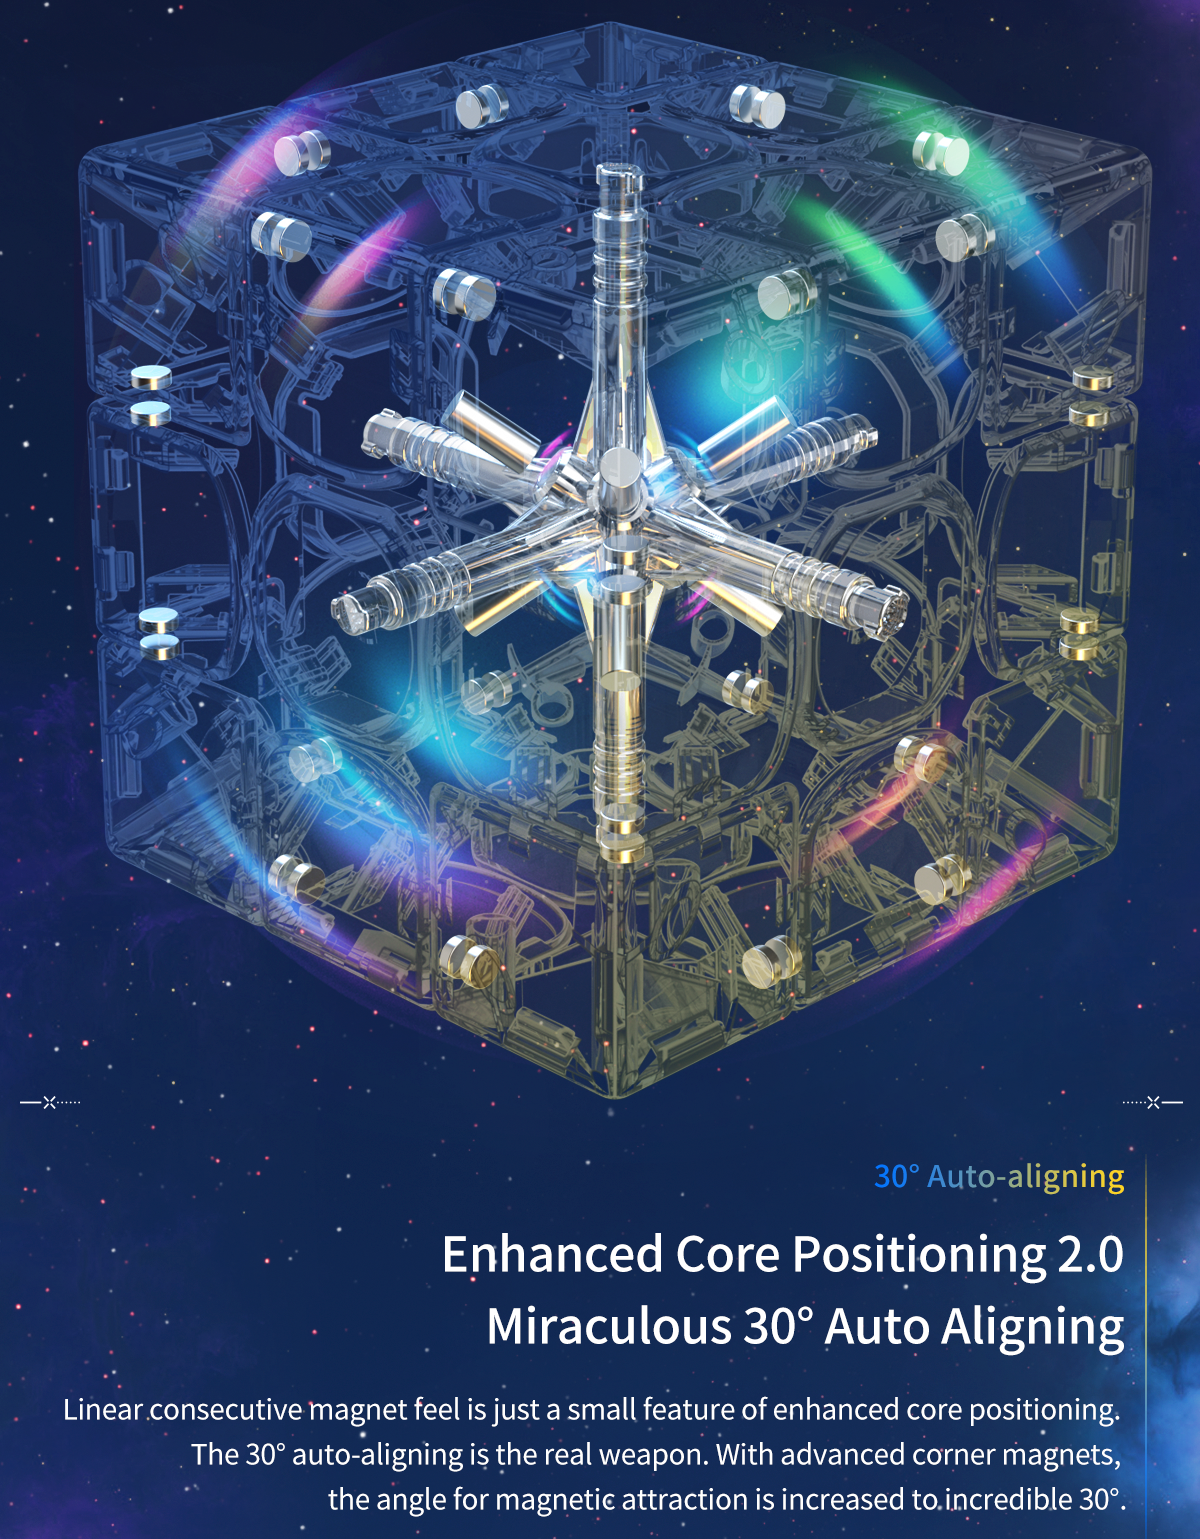 30° Auto-aligning
Enhanced Core Positioning 2.0
Miraculous 30° Auto Aligning
Linear consecutive magnet feel is just a small feature of enhanced core positioning.
The 30° auto-aligning is the real weapon. With advanced corner magnets,
the angle for magnetic attraction is increased to incredible 30°.